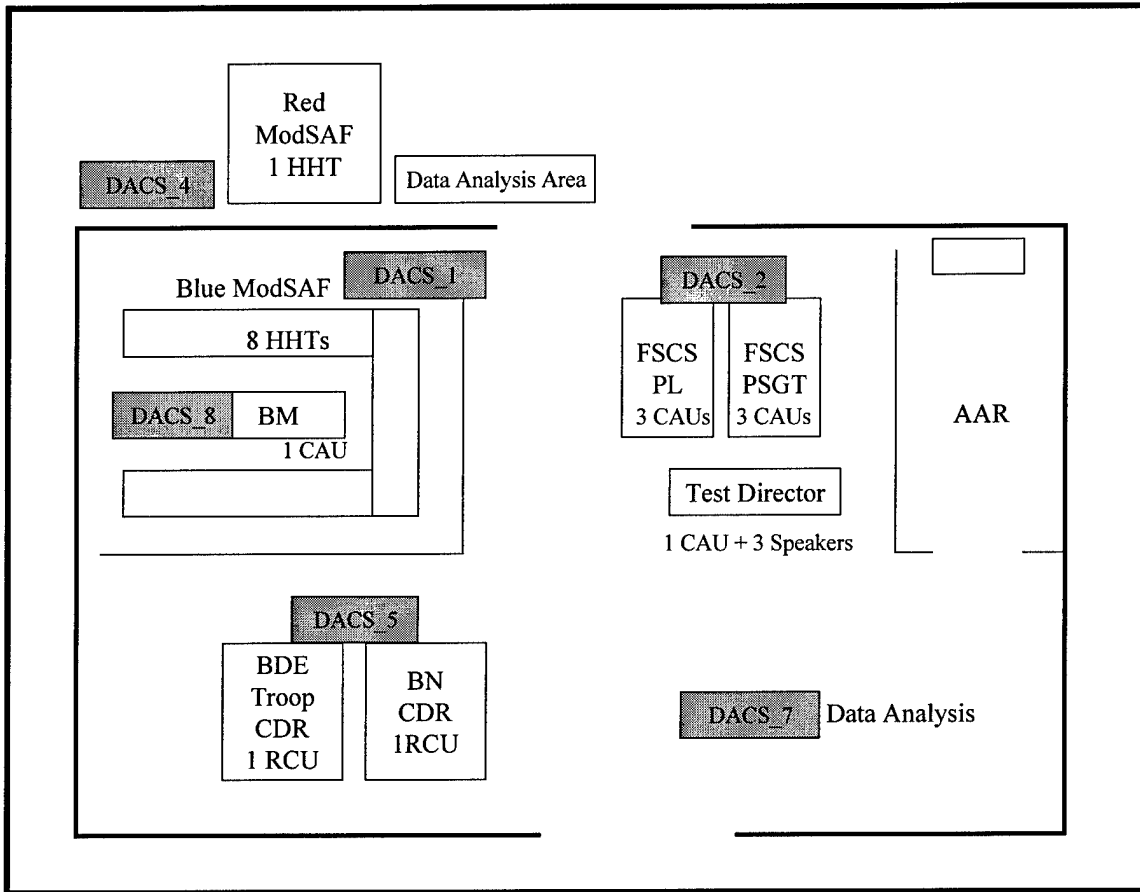 Red
ModSAF
1 HHT
DACS_4
Data Analysis Area
Blue ModSAF
DACS_1
8 HHTs
DACS_8
BM
1 CAU
DACS_2
FSCS
PL
3 CAUs
FSCS
PSGT
3 CAUs
Test Director
1 CAU + 3 Speakers
AAR
DACS_5
BDE
Troop
CDR
1 RCU
BN
CDR
1RCU
DACS_7
Data Analysis